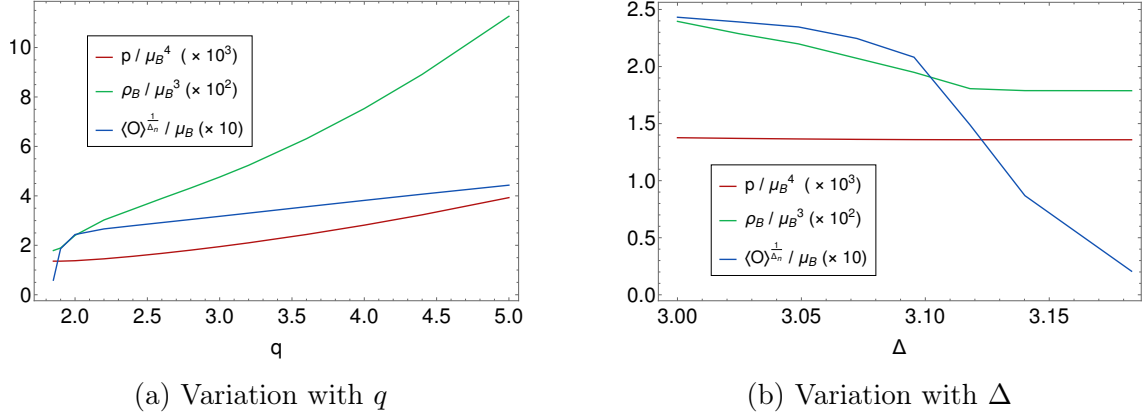 10
8
6
4
2
0
p / μ_B^4 ( × 10^3)
ρ_B / μ_B^3 (× 10^2)
⟨O⟩^{1/Δ_n} / μ_B (× 10)
2.0 2.5 3.0 3.5 4.0 4.5 5.0
q
(a) Variation with q
2.5
2.0
1.5
1.0
0.5
0.0
p / μ_B^4 ( × 10^3)
ρ_B / μ_B^3 (× 10^2)
⟨O⟩^{1/Δ_n} / μ_B (× 10)
3.00 3.05 3.10 3.15
Δ
(b) Variation with Δ